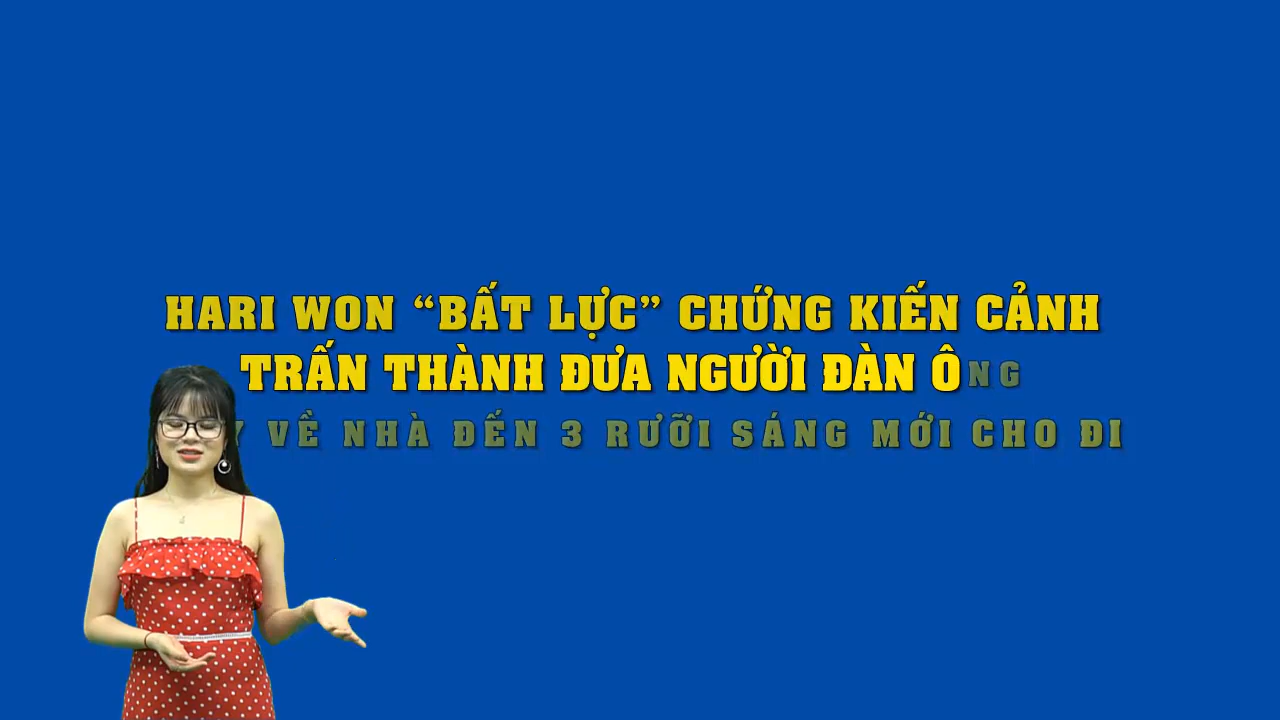 HARI WON “BẤT LỰC” CHỨNG KIẾN CẢNH
TRẤN THÀNH ĐƯA NGƯỜI ĐÀN ÔNG
VỀ NHÀ ĐẾN 3 RƯỠI SÁNG MỚI CHO ĐI